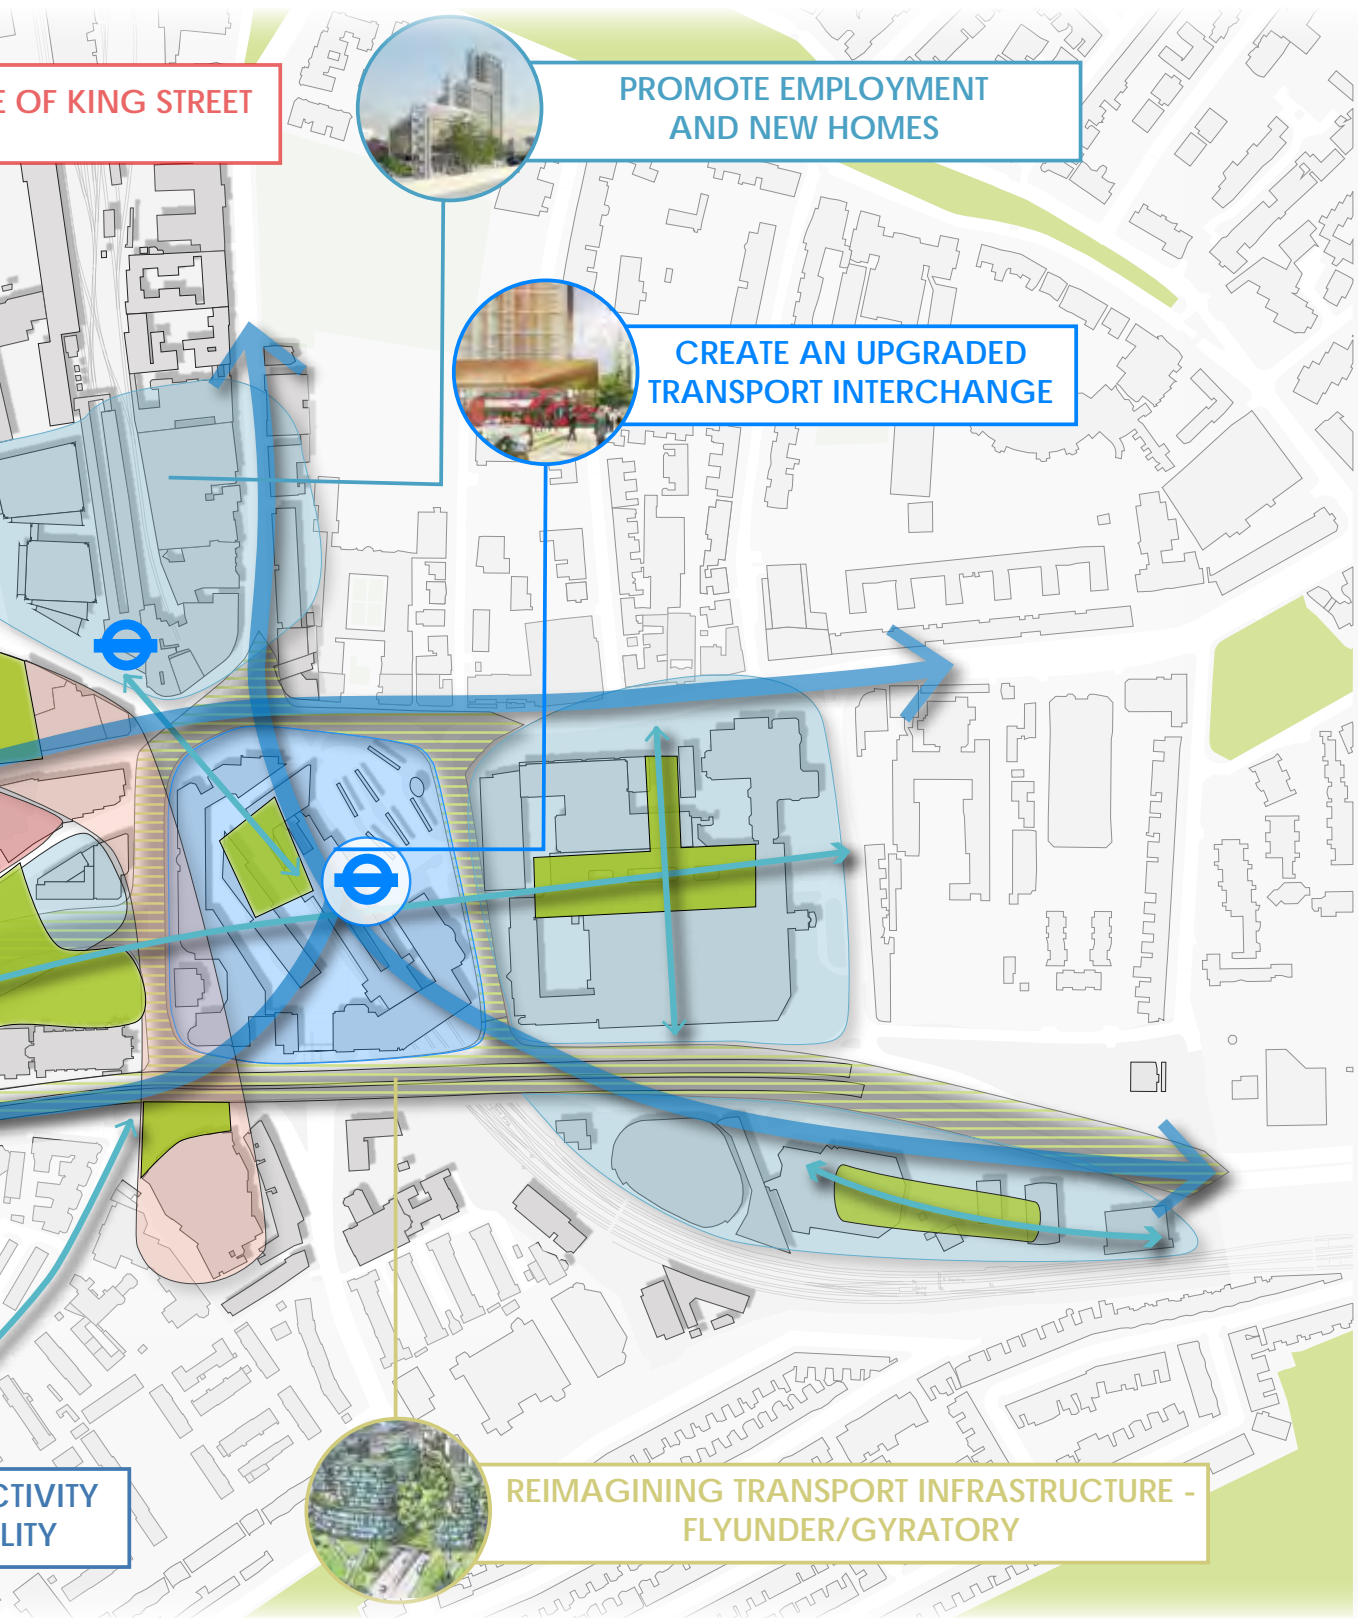 E OF KING STREET
PROMOTE EMPLOYMENT
AND NEW HOMES
CREATE AN UPGRADED
TRANSPORT INTERCHANGE
CTIVITY
LITY
REIMAGINING TRANSPORT INFRASTRUCTURE -
FLYUNDER/GYRATORY